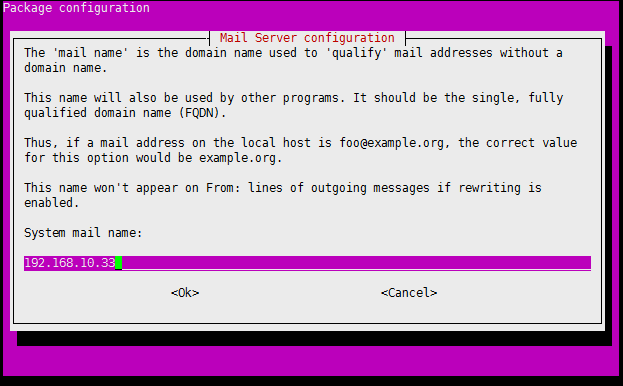 Package configuration
Mail Server configuration
The 'mail name' is the domain name used to 'qualify' mail addresses without a
domain name.
This name will also be used by other programs. It should be the single, fully
qualified domain name (FQDN).
Thus, if a mail address on the local host is foo@example.org, the correct value
for this option would be example.org.
This name won't appear on From: lines of outgoing messages if rewriting is
enabled.
System mail name:
192.168.10.33
<Ok> <Cancel>